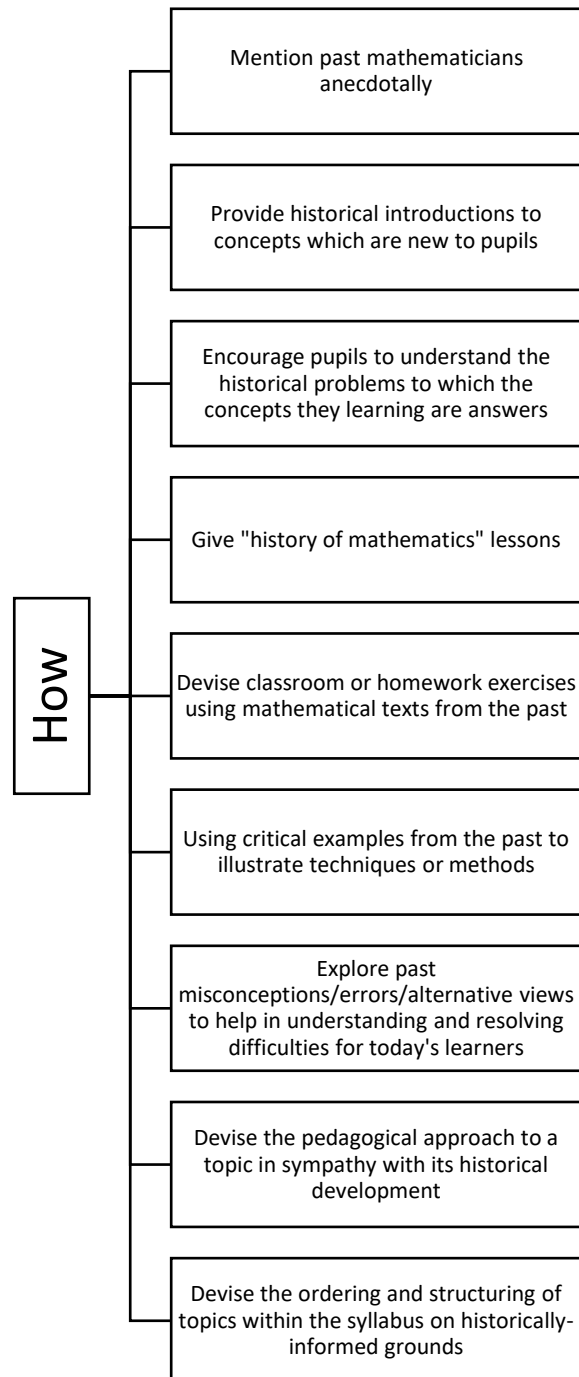 How
Mention past mathematicians
anecdotally
Provide historical introductions to
concepts which are new to pupils
Encourage pupils to understand the
historical problems to which the
concepts they learning are answers
Give "history of mathematics" lessons
Devise classroom or homework exercises
using mathematical texts from the past
Using critical examples from the past to
illustrate techniques or methods
Explore past
misconceptions/errors/alternative views
to help in understanding and resolving
difficulties for today's learners
Devise the pedagogical approach to a
topic in sympathy with its historical
development
Devise the ordering and structuring of
topics within the syllabus on historically-
informed grounds